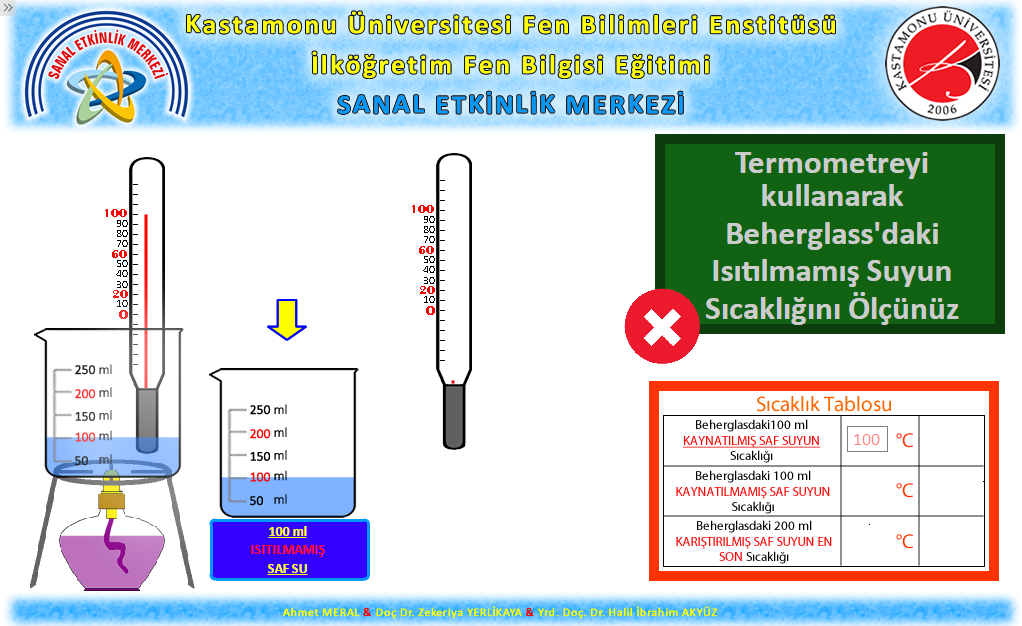 »
SANAL ETKİNLİK MERKEZİ
Kastamonu Üniversitesi Fen Bilimleri Enstitüsü
İlköğretim Fen Bilgisi Eğitimi
SANAL ETKİNLİK MERKEZİ
KASTAMONU ÜNİVERSİTESİ
2006
Termometreyi
kullanarak
Beherglass'daki
Isıtılmamış Suyun
Sıcaklığını Ölçünüz
100
90
80
70
60
50
40
30
20
10
0
100
90
80
70
60
50
40
30
20
10
0
250 ml
200 ml
150 ml
100 ml
50 ml
250 ml
200 ml
150 ml
100 ml
50 ml
100 ml
ISITILMAMIŞ
SAF SU
Sıcaklık Tablosu
Beherglasdaki100 ml
KAYNATILMIŞ SAF SUYUN
Sıcaklığı
100 °C
Beherglasdaki 100 ml
KAYNATILMAMIŞ SAF SUYUN
Sıcaklığı
°C
Beherglasdaki 200 ml
KARIŞTIRILMIŞ SAF SUYUN EN
SON Sıcaklığı
°C
Ahmet MERAL & Doç Dr. Zekeriya YERLİKAYA & Yrd. Doç. Dr. Halil İbrahim AKYÜZ